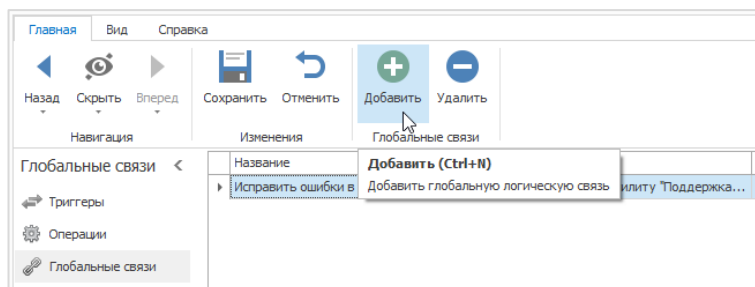 Главная Вид Справка
Назад Скрыть Вперед Сохранить Отменить Добавить Удалить
Навигация Изменения Глобальные связи
Глобальные связи
Название
Исправить ошибки в
илиту "Поддержка...
Добавить (Ctrl+N)
Добавить глобальную логическую связь
Триггеры
Операции
Глобальные связи